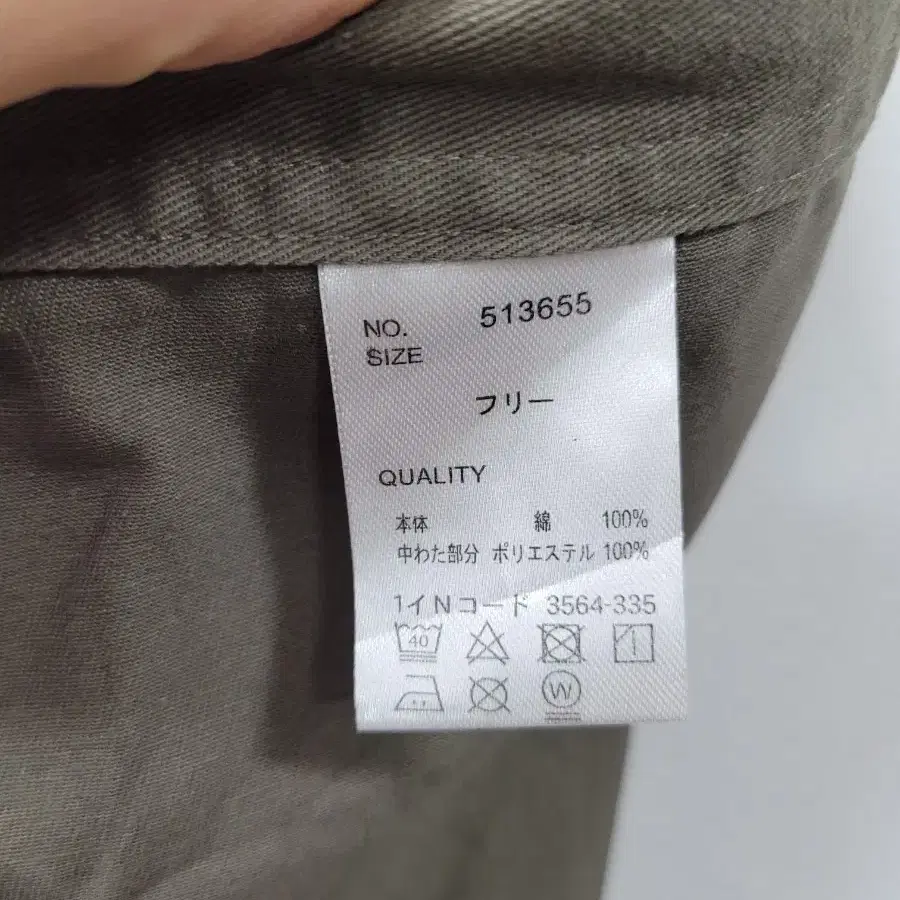 NO. 513655
SIZE
フリー
QUALITY
本体 綿 100%
中わた部分 ポリエステル 100%
1イNコード 3564-335
40
W